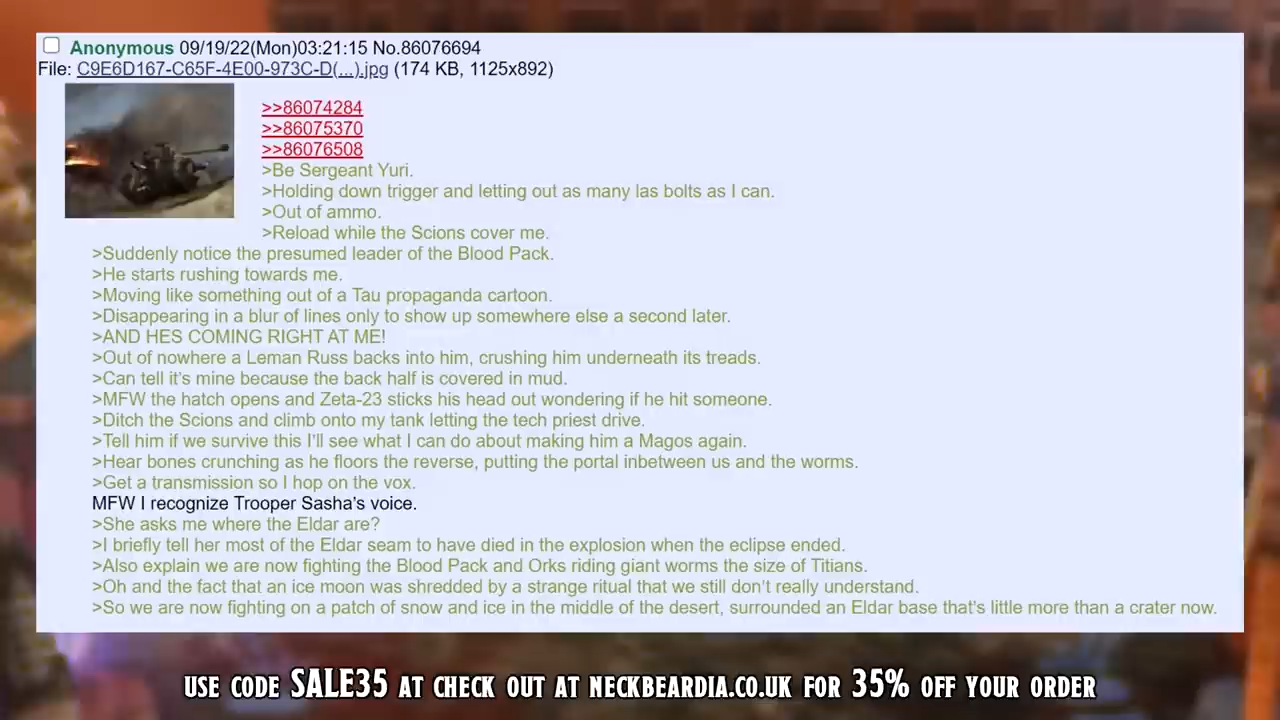 Anonymous 09/19/22(Mon)03:21:15 No.86076694
File: C9E6D167-C65F-4E00-973C-D(...).jpg (174 KB, 1125x892)
>>86074284
>>86075370
>>86076508
>Be Sergeant Yuri.
>Holding down trigger and letting out as many las bolts as I can.
>Out of ammo.
>Reload while the Scions cover me.
>Suddenly notice the presumed leader of the Blood Pack.
>He starts rushing towards me.
>Moving like something out of a Tau propaganda cartoon.
>Disappearing in a blur of lines only to show up somewhere else a second later.
>AND HES COMING RIGHT AT ME!
>Out of nowhere a Leman Russ backs into him, crushing him underneath its treads.
>Can tell it’s mine because the back half is covered in mud.
>MFW the hatch opens and Zeta-23 sticks his head out wondering if he hit someone.
>Ditch the Scions and climb onto my tank letting the tech priest drive.
>Tell him if we survive this I’ll see what I can do about making him a Magos again.
>Hear bones crunching as he floors the reverse, putting the portal inbetween us and the worms.
>Get a transmission so I hop on the vox.
MFW I recognize Trooper Sasha’s voice.
>She asks me where the Eldar are?
>I briefly tell her most of the Eldar seam to have died in the explosion when the eclipse ended.
>Also explain we are now fighting the Blood Pack and Orks riding giant worms the size of Titians.
>Oh and the fact that an ice moon was shredded by a strange ritual that we still don’t really understand.
>So we are now fighting on a patch of snow and ice in the middle of the desert, surrounded an Eldar base that’s little more than a crater now.
USE CODE SALE35 AT CHECK OUT AT NECKBEARDIA.CO.UK FOR 35% OFF YOUR ORDER